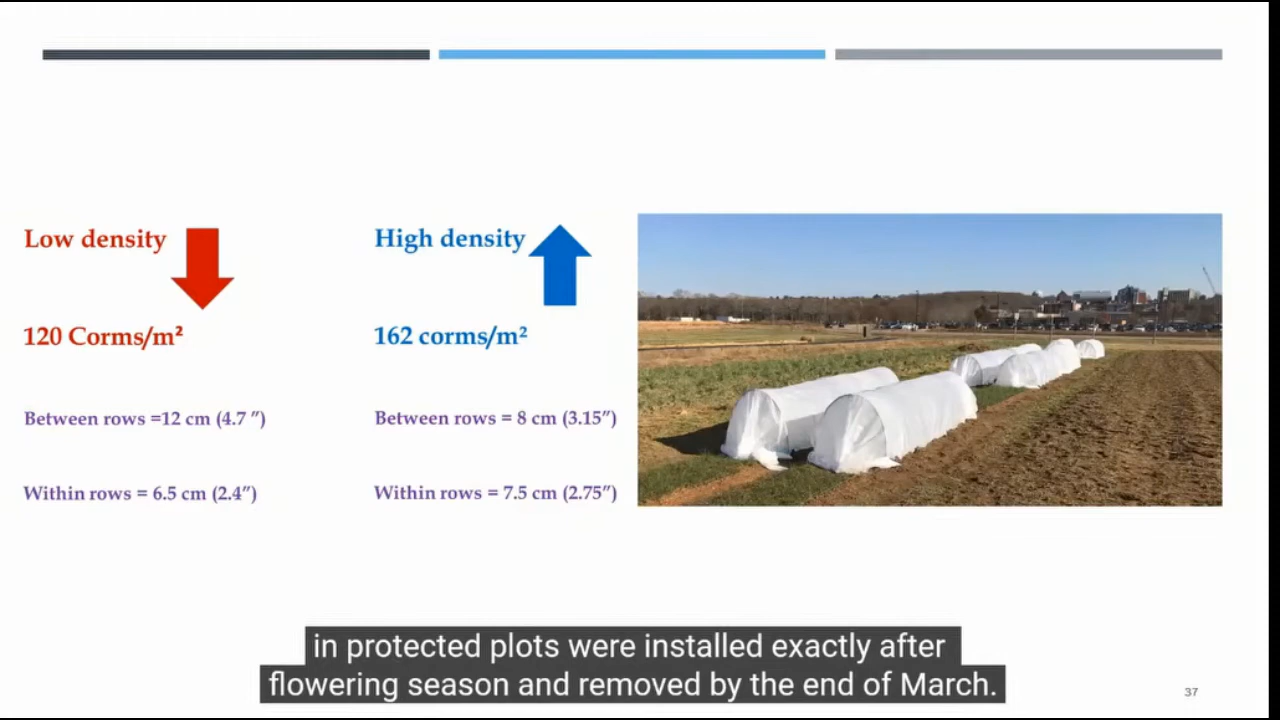 Low density
120 Corms/m²
Between rows =12 cm (4.7 ″)
Within rows = 6.5 cm (2.4″)
High density
162 corms/m²
Between rows = 8 cm (3.15″)
Within rows = 7.5 cm (2.75″)
in protected plots were installed exactly after
flowering season and removed by the end of March.
37